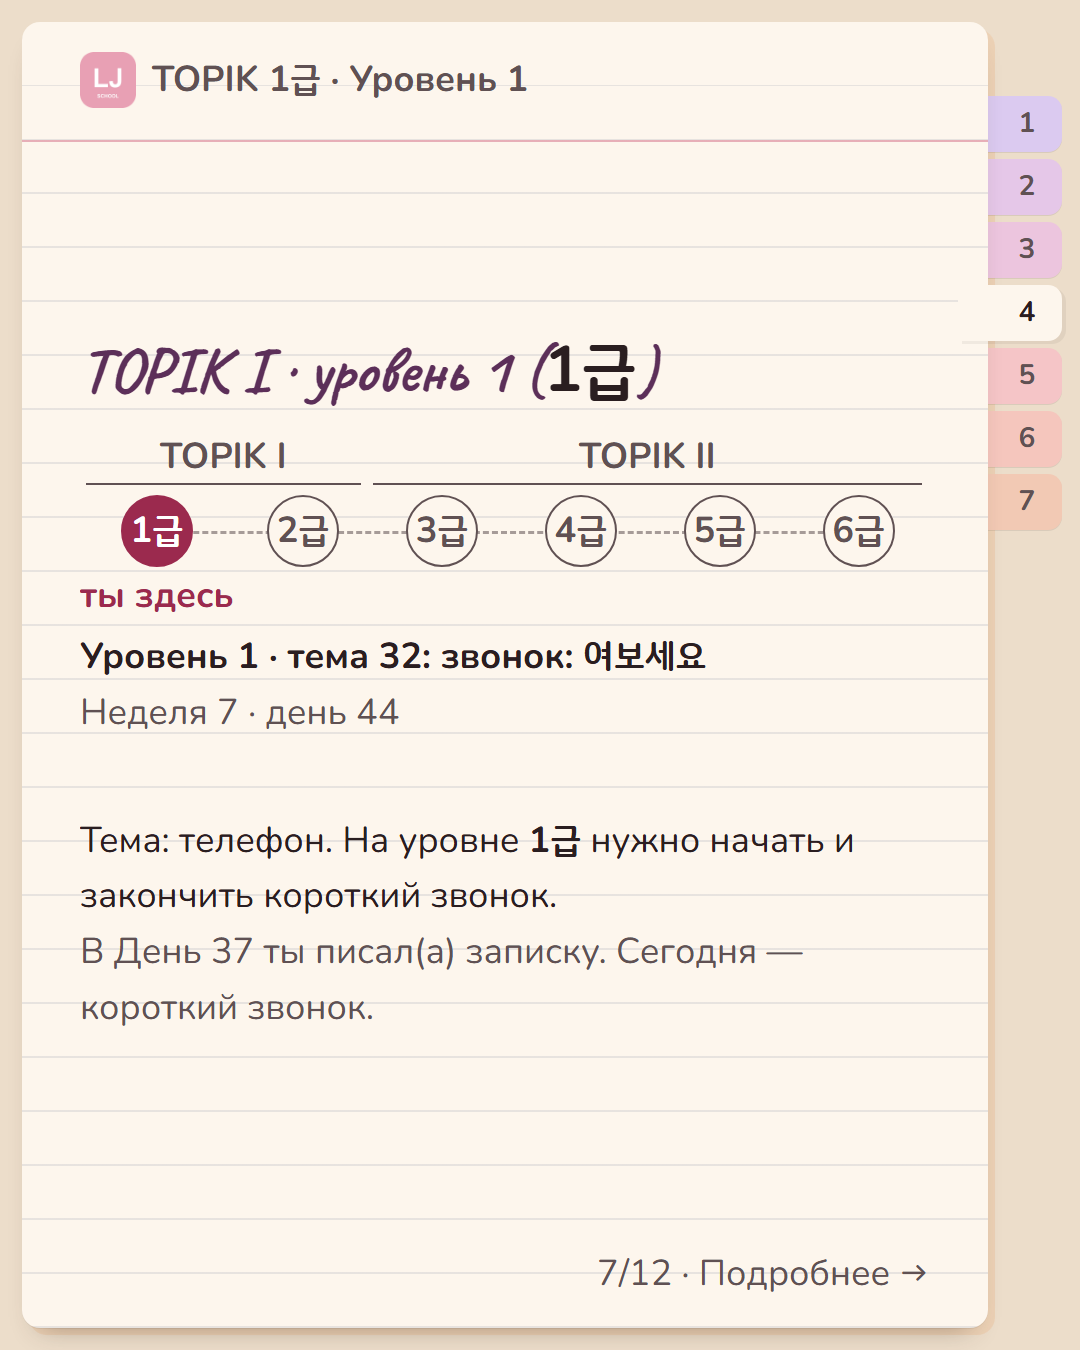 LJ
SCHOOL
TOPIK 1급 · Уровень 1
1
2
3
4
5
6
7
TOPIK I · уровень 1 (1급)
TOPIK I
TOPIK II
1급
2급
3급
4급
5급
6급
ты здесь
Уровень 1 · тема 32: звонок: 여보세요
Неделя 7 · день 44
Тема: телефон. На уровне 1급 нужно начать и
закончить короткий звонок.
В День 37 ты писал(а) записку. Сегодня —
короткий звонок.
7/12 · Подробнее →